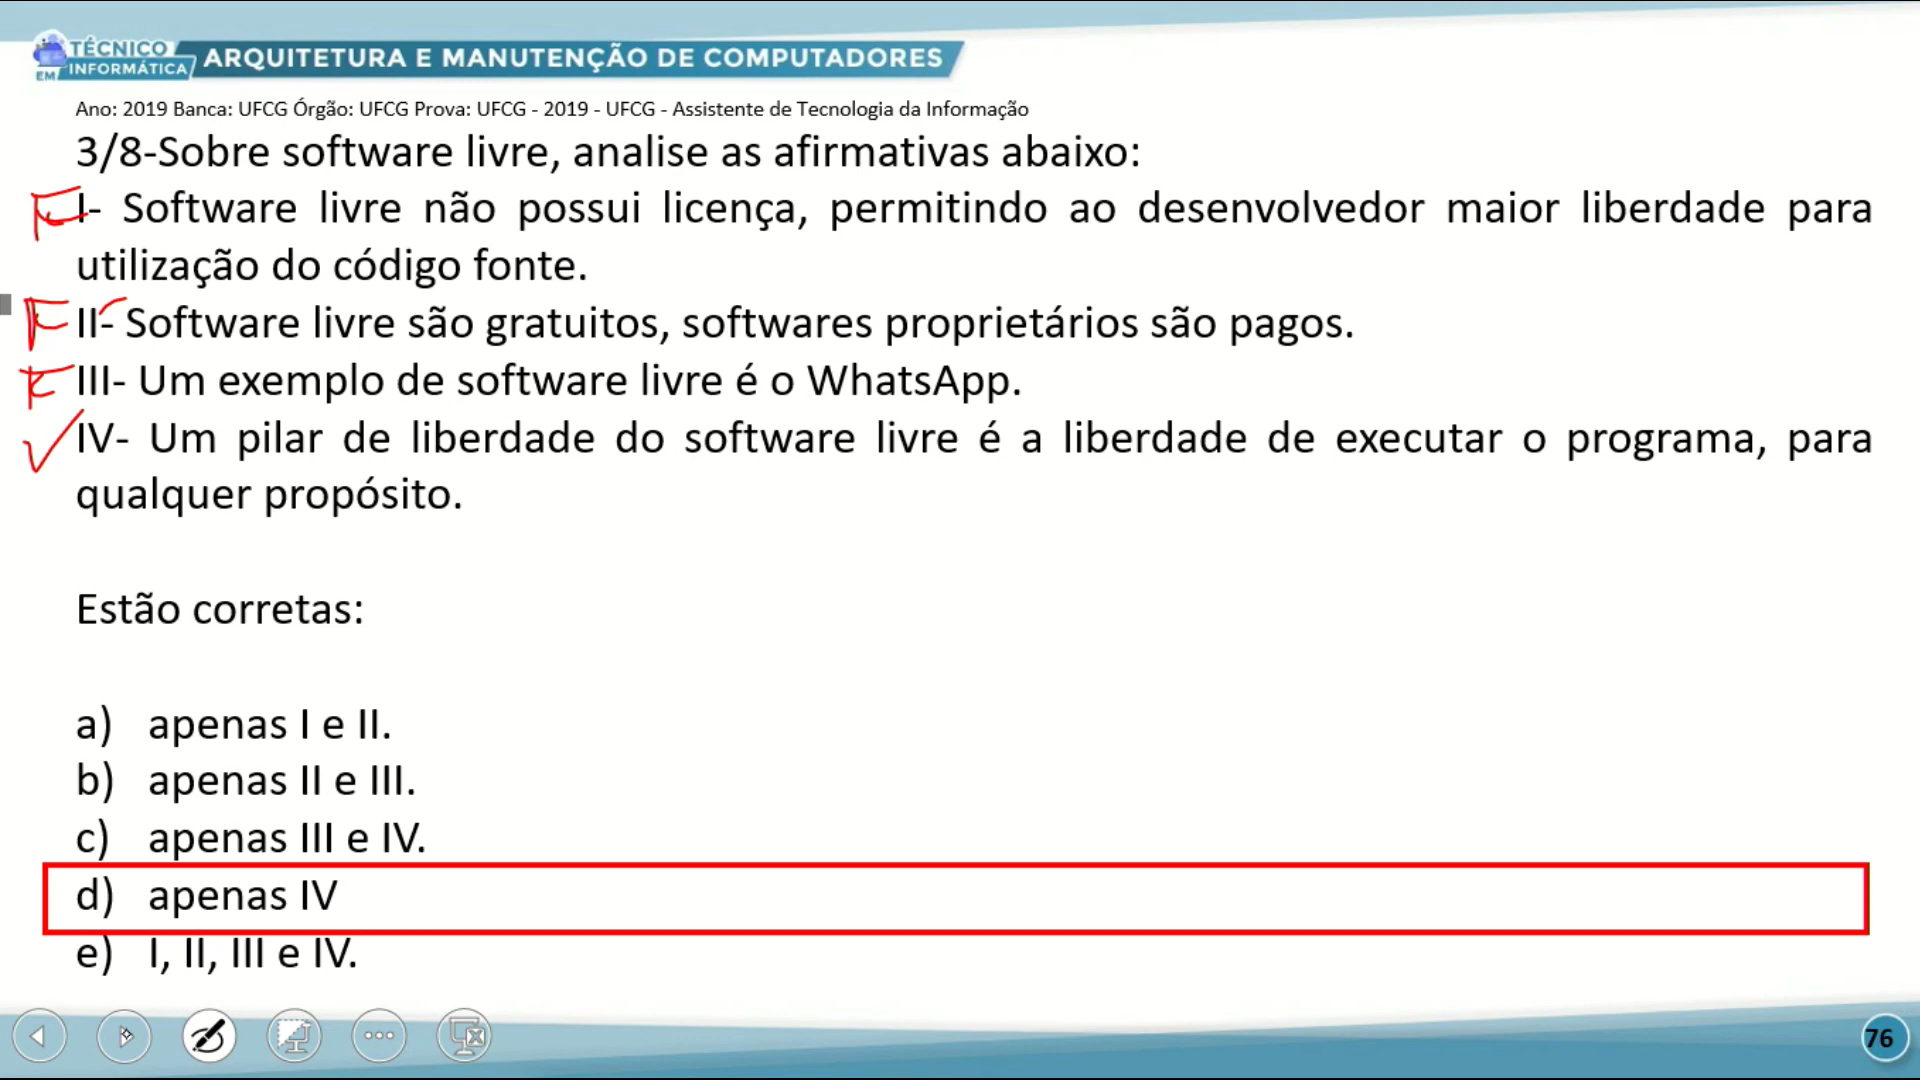 TÉCNICO
EM INFORMÁTICA
ARQUITETURA E MANUTENÇÃO DE COMPUTADORES
Ano: 2019 Banca: UFCG Órgão: UFCG Prova: UFCG - 2019 - UFCG - Assistente de Tecnologia da Informação
3/8-Sobre software livre, analise as afirmativas abaixo:
F I- Software livre não possui licença, permitindo ao desenvolvedor maior liberdade para
utilização do código fonte.
F II- Software livre são gratuitos, softwares proprietários são pagos.
F III- Um exemplo de software livre é o WhatsApp.
IV- Um pilar de liberdade do software livre é a liberdade de executar o programa, para
qualquer propósito.
Estão corretas:
a) apenas I e II.
b) apenas II e III.
c) apenas III e IV.
d) apenas IV
e) I, II, III e IV.
76